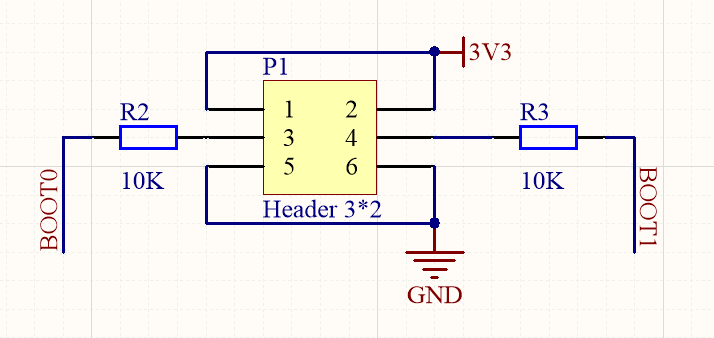 3V3
P1
R2
1 2
R3
3 4
5 6
10K
10K
BOOT0
BOOT1
Header 3*2
GND